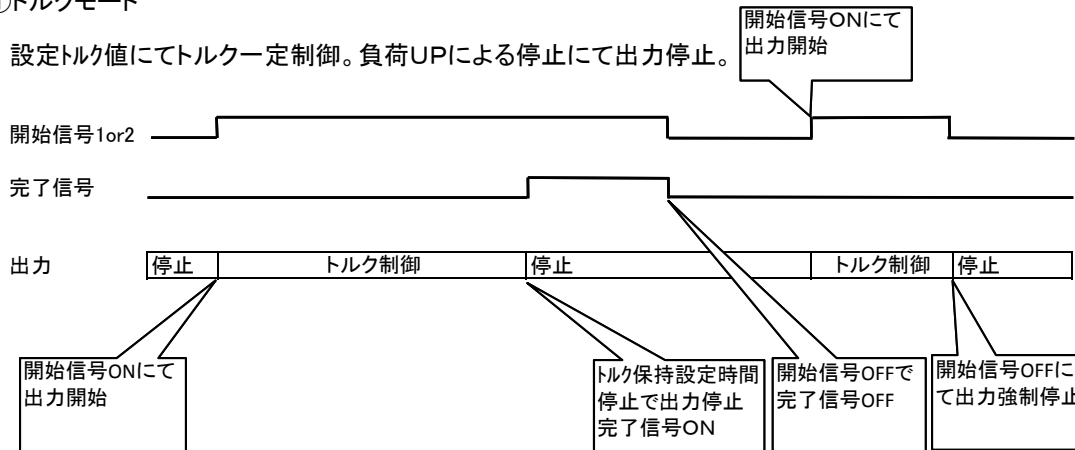 ①トルクモード
開始信号ONにて
出力開始
設定ﾄﾙｸ値にてトルク一定制御。負荷UPによる停止にて出力停止。
開始信号1or2
完了信号
出力
停止
トルク制御
停止
トルク制御
停止
開始信号ONにて
出力開始
ﾄﾙｸ保持設定時間
停止で出力停止
完了信号ON
開始信号OFFで
完了信号OFF
開始信号OFFに
て出力強制停止